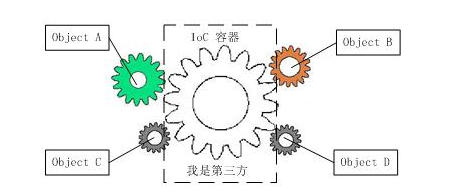 Object A
IoC 容器
Object B
Object C
我是第三方
Object D